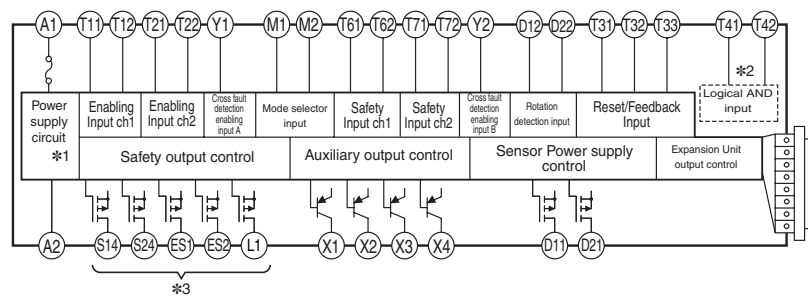 A1 T11 T12 T21 T22 Y1 M1 M2 T61 T62 T71 T72 Y2 D12 D22 T31 T32 T33 T41 T42
*2
Logical AND
input
Power
supply
circuit
*1
Enabling
Input ch1
Enabling
Input ch2
Cross fault
detection
enabling
input A
Mode selector
input
Safety
Input ch1
Safety
Input ch2
Cross fault
detection
enabling
input B
Rotation
detection input
Reset/Feedback
Input
Safety output control
Auxiliary output control
Sensor Power supply
control
Expansion Unit
output control
A2 S14 S24 ES1 ES2 L1 X1 X2 X3 X4 D11 D21
*3